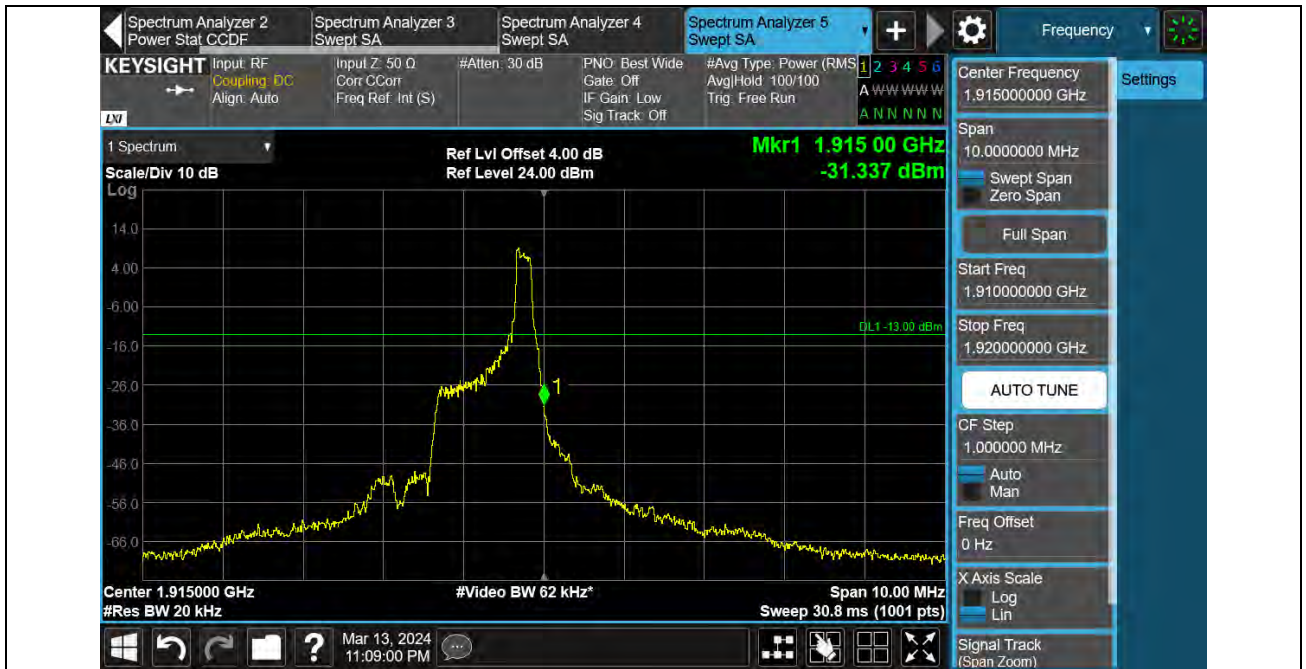 Spectrum Analyzer 2
Power Stat CCDF
Spectrum Analyzer 3
Swept SA
Spectrum Analyzer 4
Swept SA
Spectrum Analyzer 5
Swept SA
+
Frequency
KEYSIGHT
LXI
Input: RF
Coupling: DC
Align: Auto
Input Z: 50 Ω
Corr CCorr
Freq Ref: Int (S)
#Atten: 30 dB
PNO: Best Wide
Gate: Off
IF Gain: Low
Sig Track: Off
#Avg Type: Power (RMS
Avg|Hold: 100/100
Trig: Free Run
1 2 3 4 5 6
A W W W W W
A N N N N N
1 Spectrum
Scale/Div 10 dB
Log
Ref Lvl Offset 4.00 dB
Ref Level 24.00 dBm
Mkr1 1.915 00 GHz
-31.337 dBm
14.0
4.00
-6.00
-16.0
-26.0
-36.0
-46.0
-56.0
-66.0
DL1 -13.00 dBm
1
Center 1.915000 GHz
#Res BW 20 kHz
#Video BW 62 kHz*
Span 10.00 MHz
Sweep 30.8 ms (1001 pts)
Mar 13, 2024
11:09:00 PM
?
Center Frequency
1.915000000 GHz
Span
10.0000000 MHz
Swept Span
Zero Span
Full Span
Start Freq
1.910000000 GHz
Stop Freq
1.920000000 GHz
AUTO TUNE
CF Step
1.000000 MHz
Auto
Man
Freq Offset
0 Hz
X Axis Scale
Log
Lin
Signal Track
(Span Zoom)
Settings